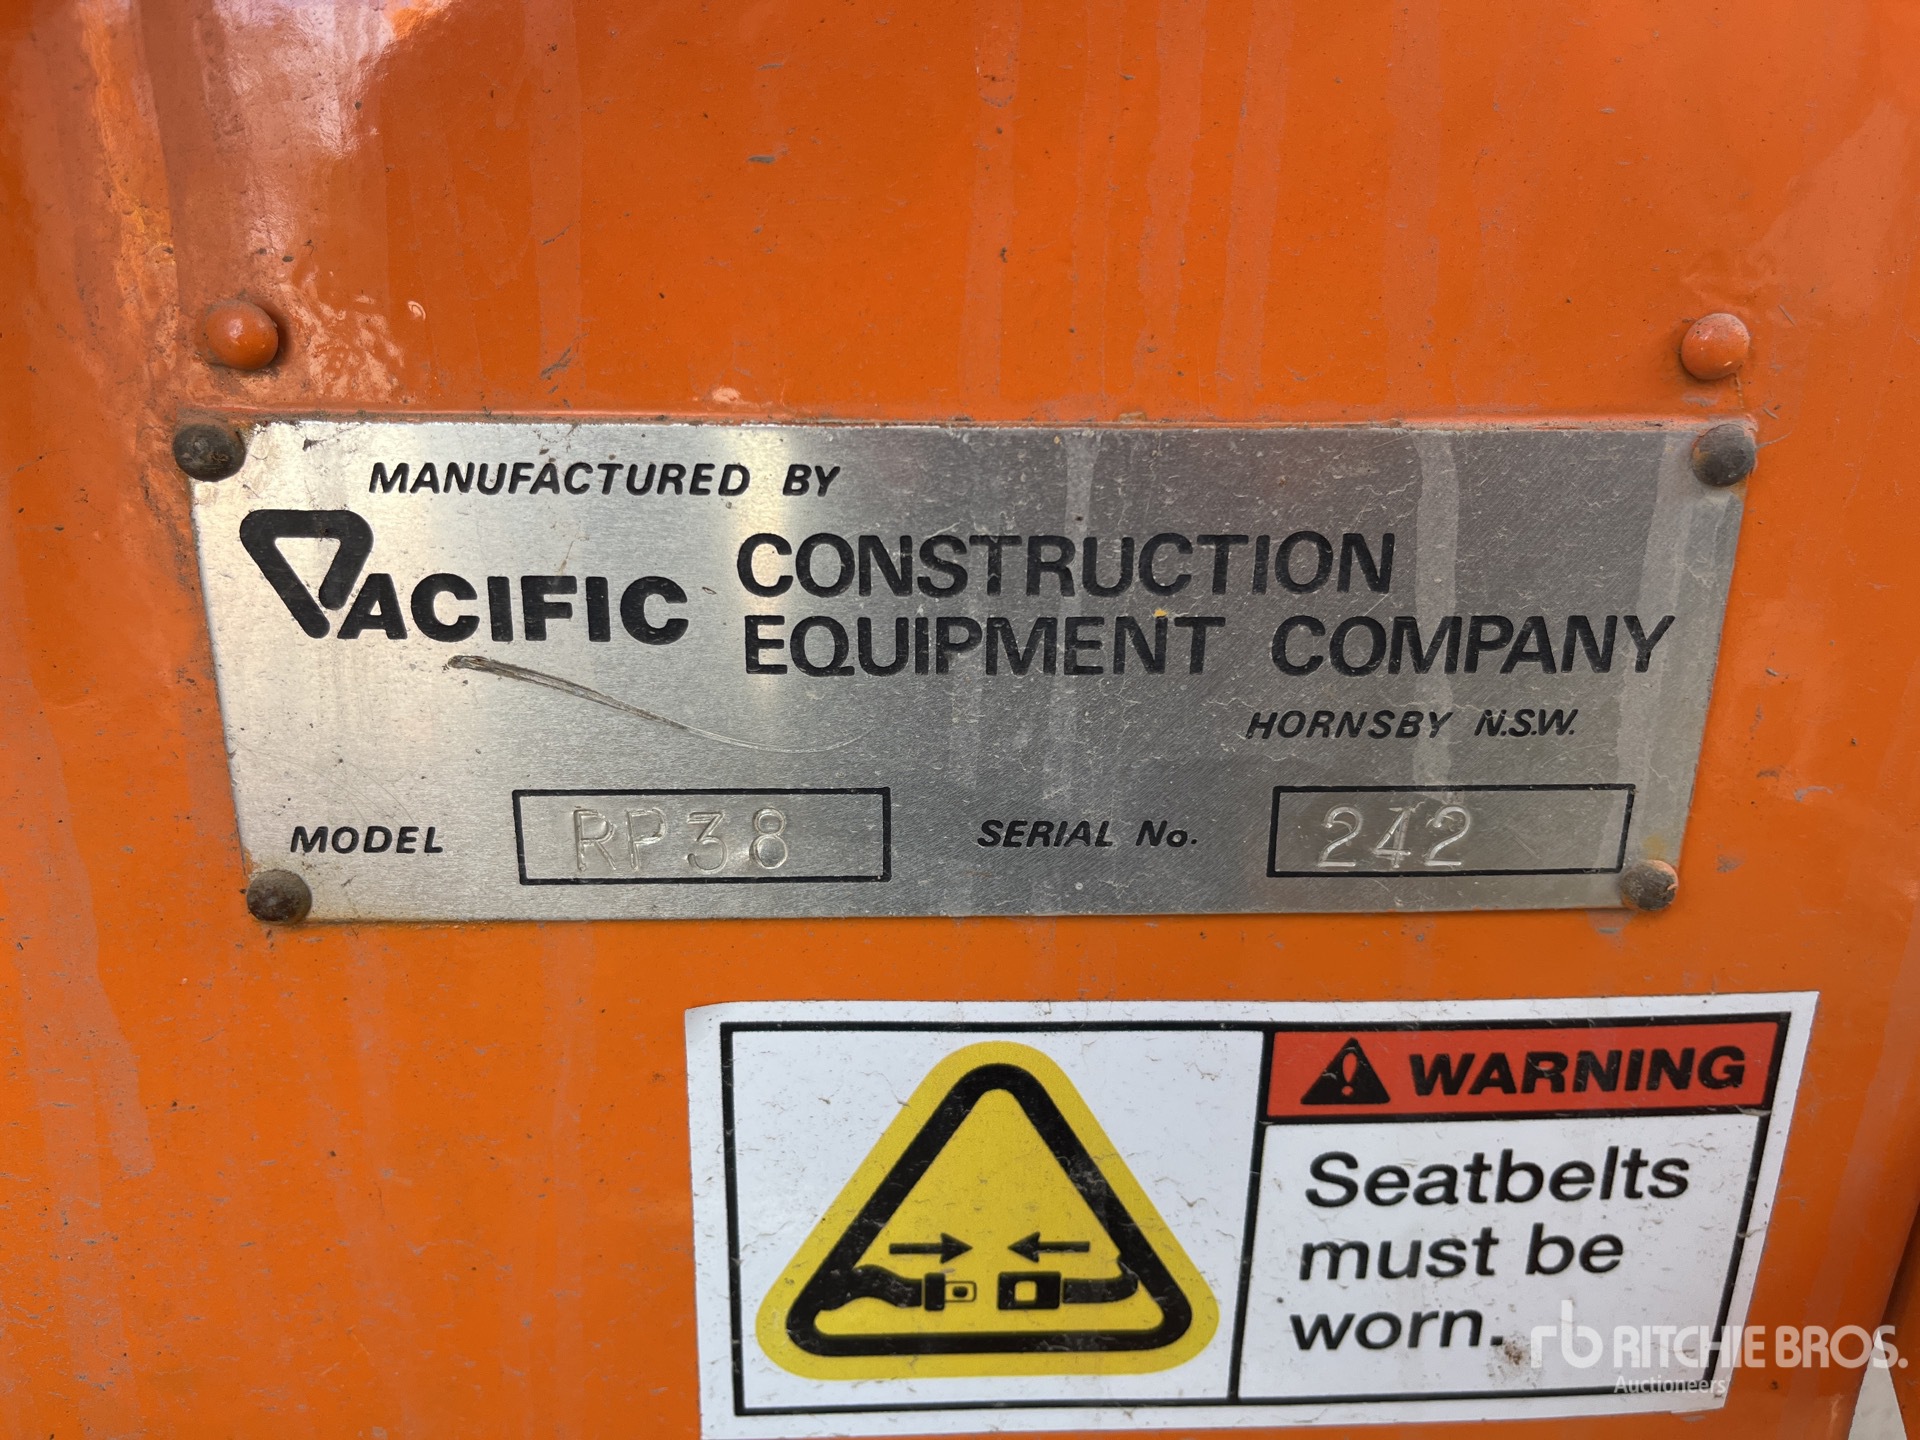 MANUFACTURED BY
PACIFIC CONSTRUCTION
EQUIPMENT COMPANY
HORNSBY N.S.W.
MODEL RP38 SERIAL No. 242
WARNING
Seatbelts
must be
worn.
rb RITCHIE BROS.
Auctioneers